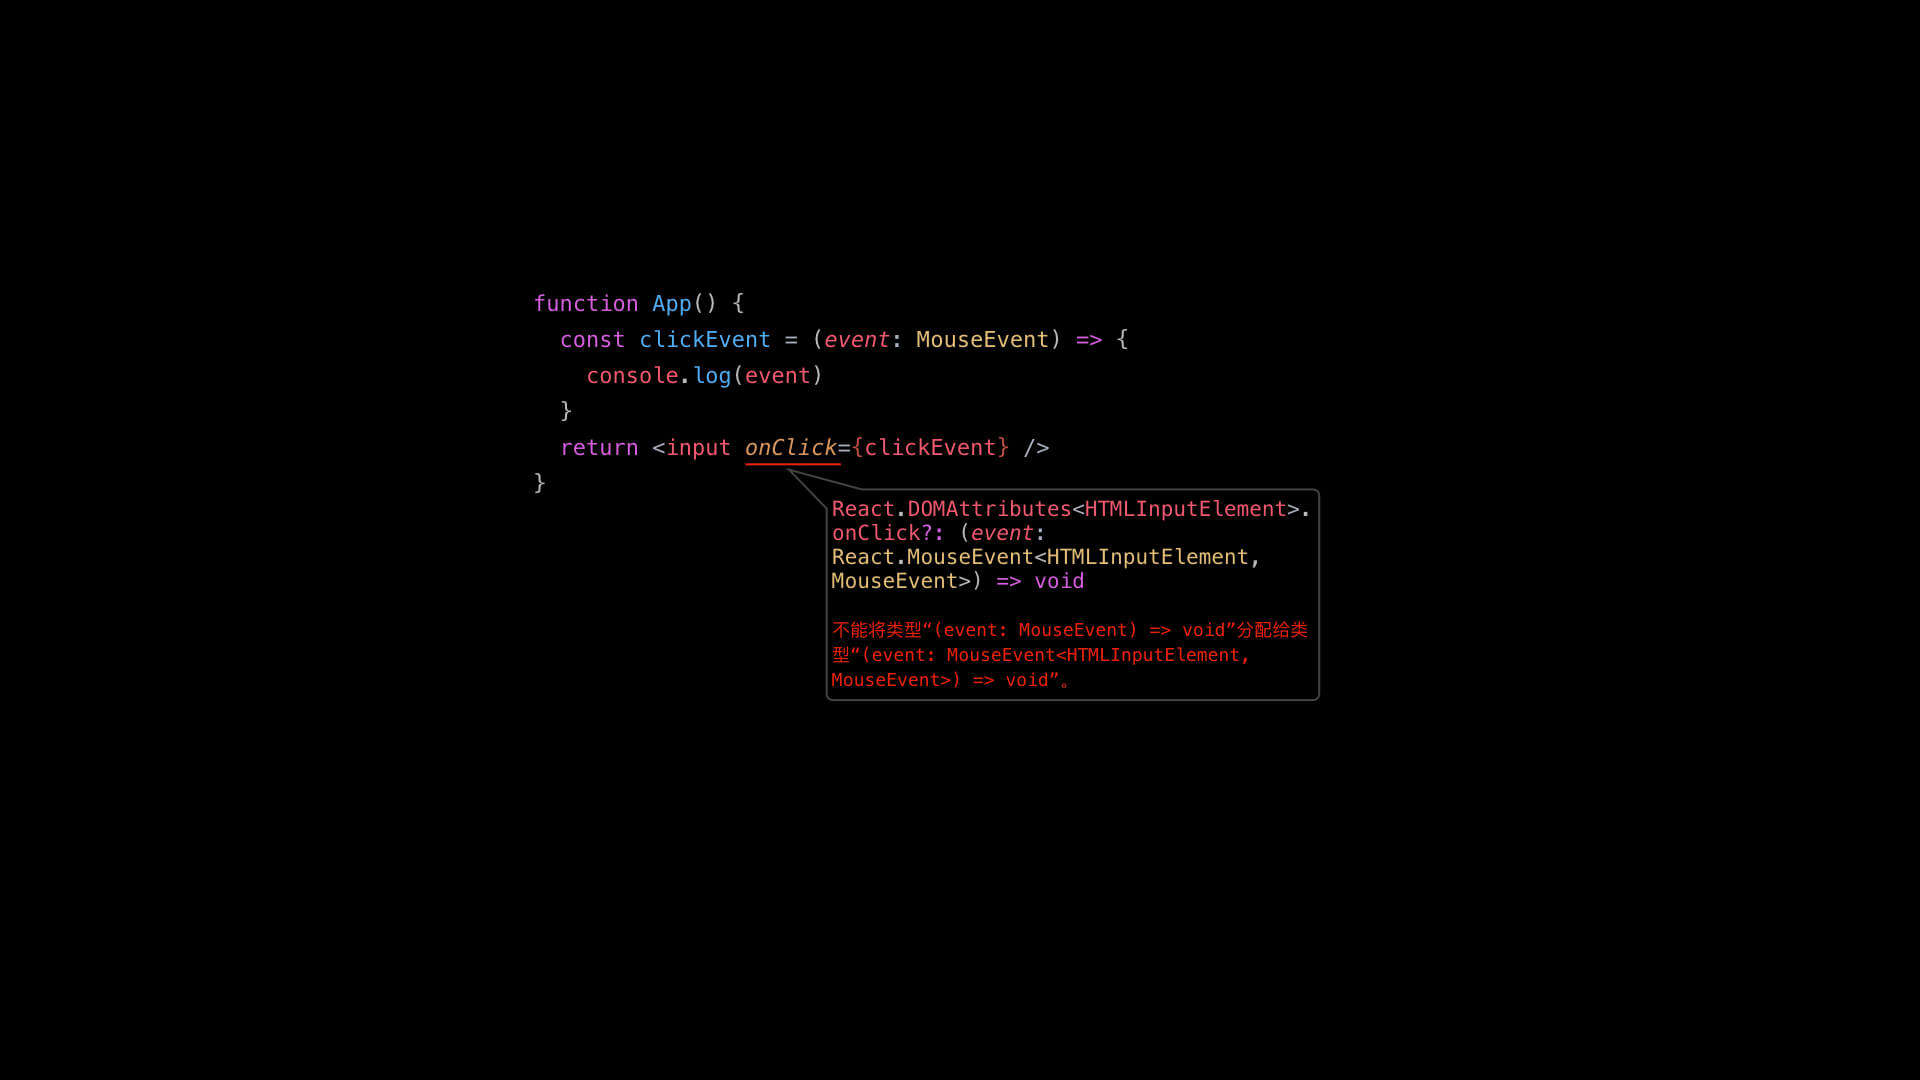 function App() {
  const clickEvent = (event: MouseEvent) => {
    console.log(event)
  }
  return <input onClick={clickEvent} />
}
React.DOMAttributes<HTMLInputElement>.
onClick?: (event:
React.MouseEvent<HTMLInputElement,
MouseEvent>) => void
不能将类型“(event: MouseEvent) => void”分配给类
型“(event: MouseEvent<HTMLInputElement,
MouseEvent>) => void”。